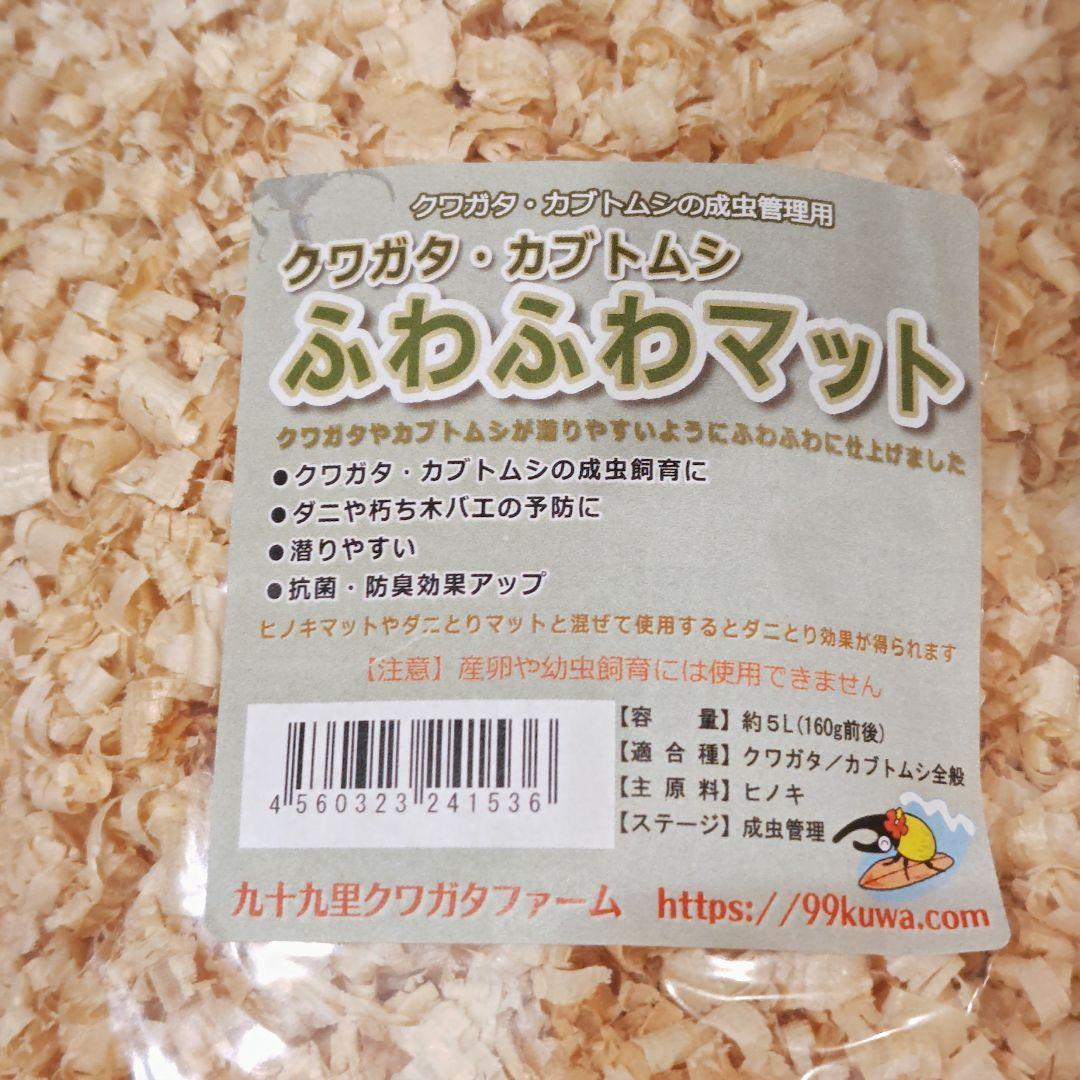 クワガタ・カブトムシの成虫管理用
クワガタ・カブトムシ
ふわふわマット
クワガタやカブトムシが潜りやすいようにふわふわに仕上げました
●クワガタ・カブトムシの成虫飼育に
●ダニや朽ち木バエの予防に
●潜りやすい
●抗菌・防臭効果アップ
ヒノキマットやダニとりマットと混ぜて使用するとダニとり効果が得られます
【注意】産卵や幼虫飼育には使用できません
【容　量】約5L(160g前後)
【適合種】クワガタ／カブトムシ全般
【主原料】ヒノキ
【ステージ】成虫管理
4 560323 241536
九十九里クワガタファーム https://99kuwa.com